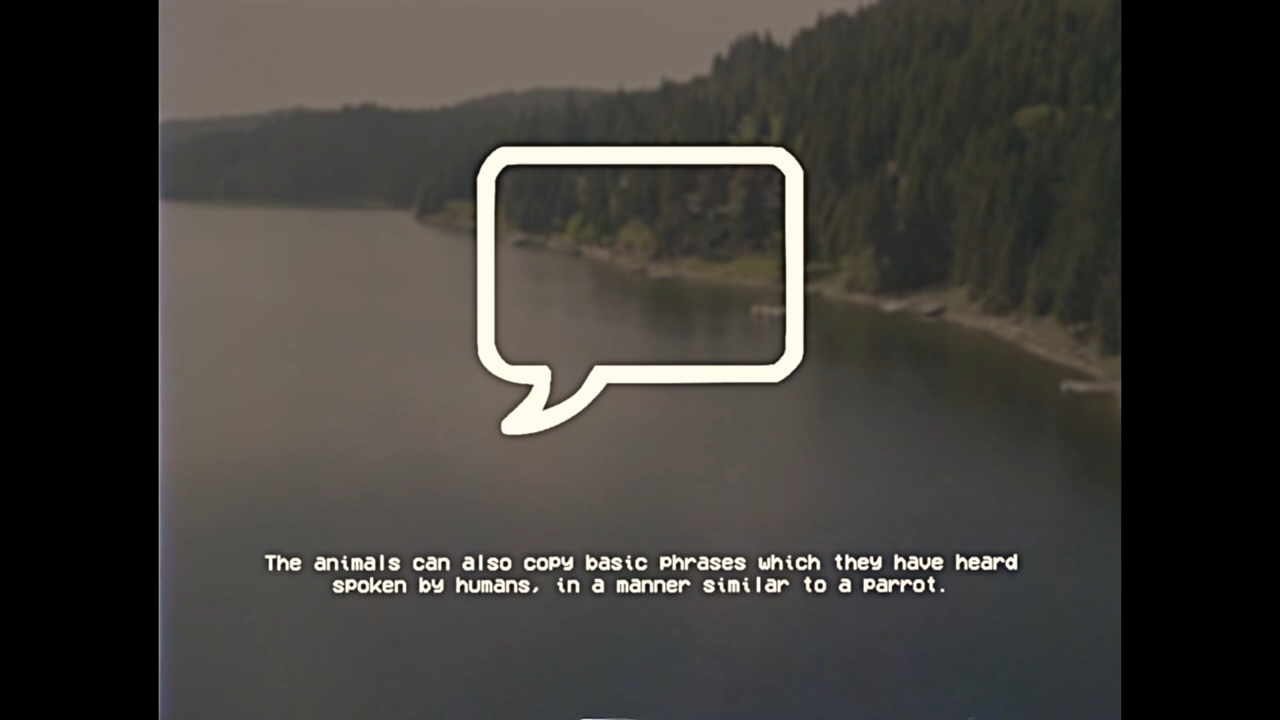 The animals can also copy basic phrases which they have heard
spoken by humans, in a manner similar to a parrot.